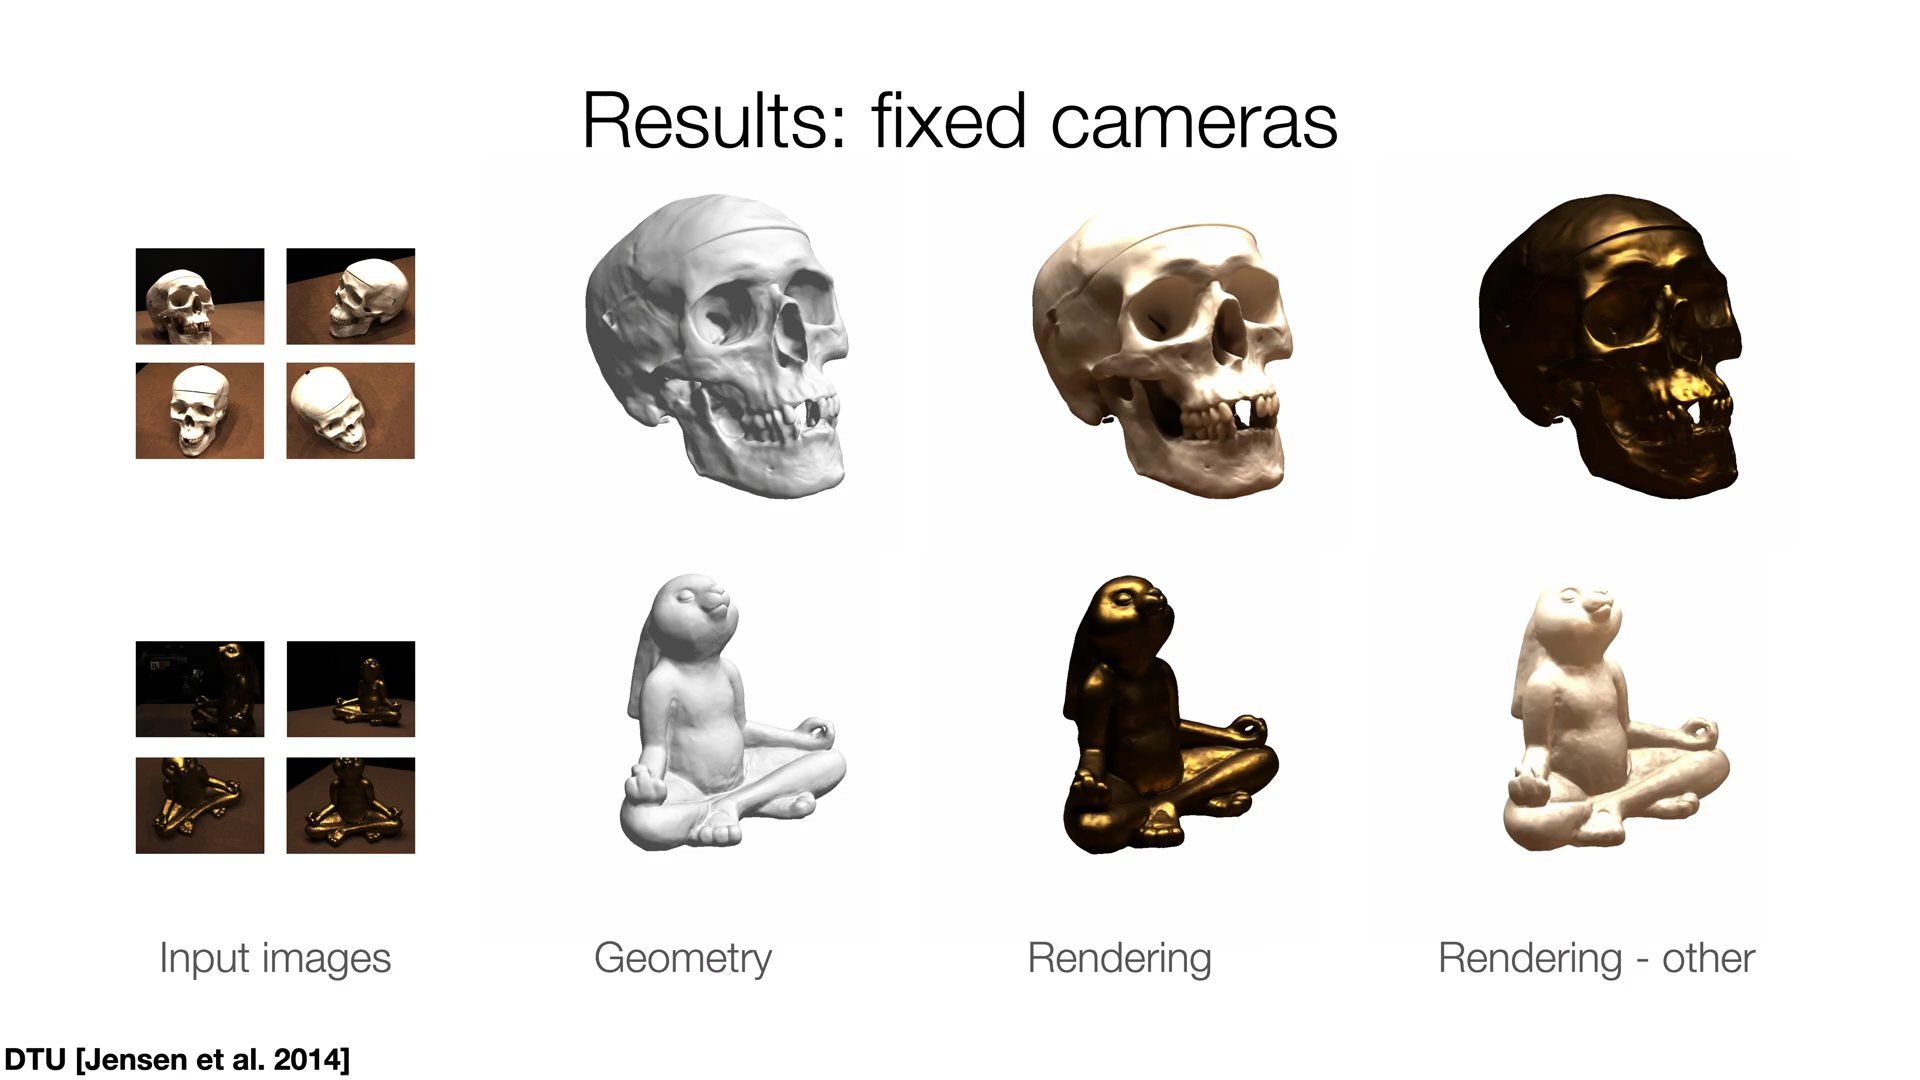 Results: fixed cameras
Input images
Geometry
Rendering
Rendering - other
DTU [Jensen et al. 2014]